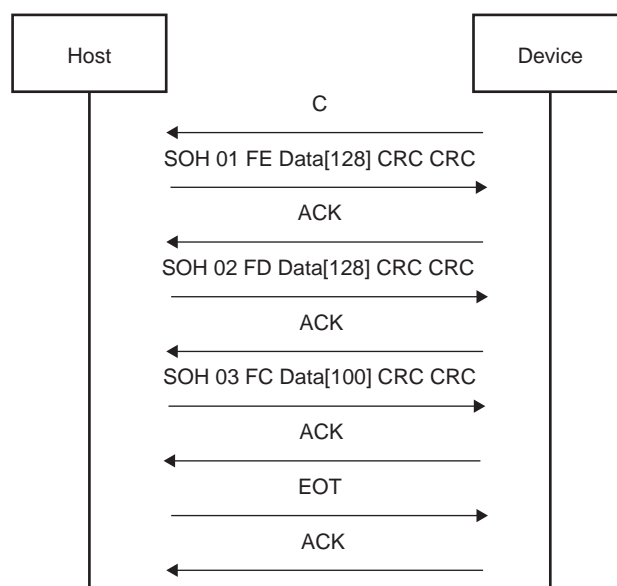 Host
Device
C
SOH 01 FE Data[128] CRC CRC
ACK
SOH 02 FD Data[128] CRC CRC
ACK
SOH 03 FC Data[100] CRC CRC
ACK
EOT
ACK